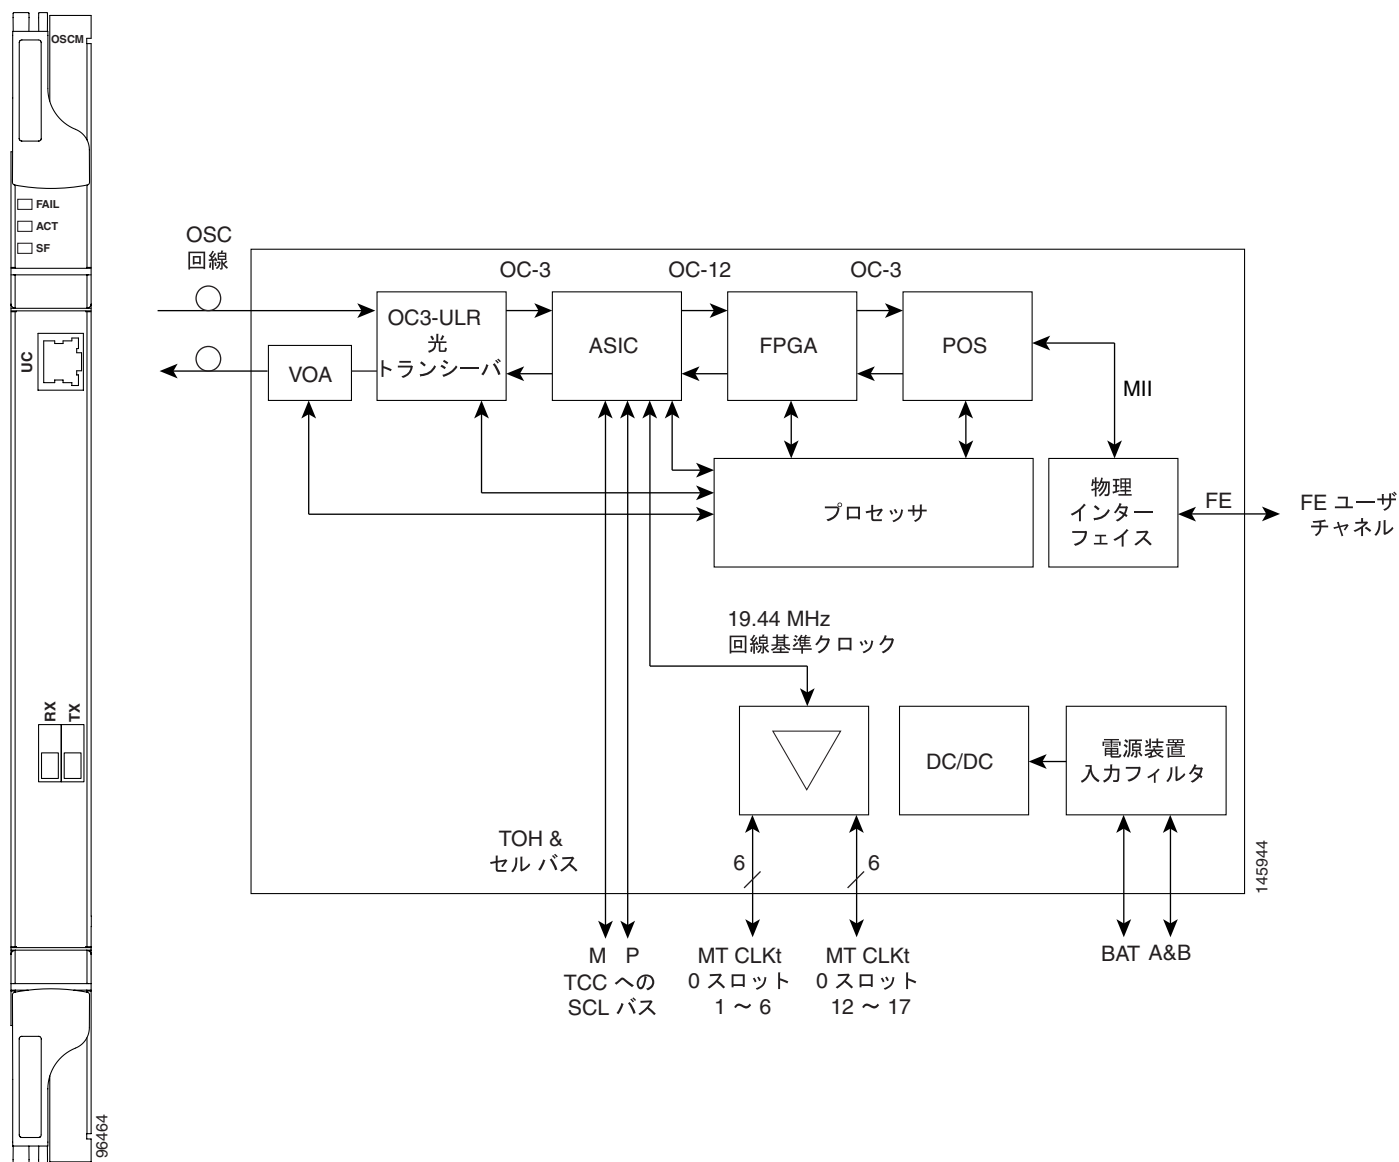 OSCM
FAIL
ACT
SF
UC
RX
TX
96464
OSC
回線
OC-3
OC-12
OC-3
OC3-ULR
光
トランシーバ
ASIC
FPGA
POS
VOA
MII
プロセッサ
物理
インター
フェイス
FE
FE ユーザ
チャネル
19.44 MHz
回線基準クロック
DC/DC
電源装置
入力フィルタ
TOH &
セル バス
6
6
145944
M P
TCC への
SCL バス
MT CLKt
0 スロット
1 ～ 6
MT CLKt
0 スロット
12 ～ 17
BAT A&B